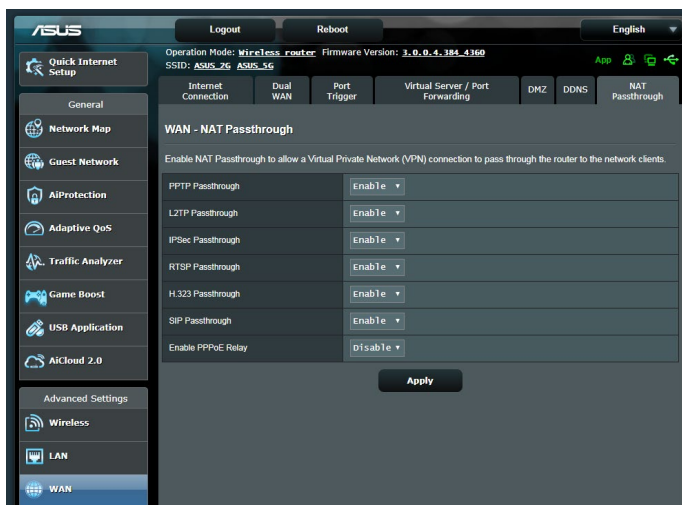 ASUS
Logout
Reboot
English
Quick Internet
Setup
Operation Mode: Wireless router Firmware Version: 3.0.0.4.384_4360
SSID: ASUS_2G ASUS_5G
App
Internet
Connection
Dual
WAN
Port
Trigger
Virtual Server / Port
Forwarding
DMZ
DDNS
NAT
Passthrough
General
Network Map
Guest Network
AiProtection
Adaptive QoS
Traffic Analyzer
Game Boost
USB Application
AiCloud 2.0
Advanced Settings
Wireless
LAN
WAN
WAN - NAT Passthrough
Enable NAT Passthrough to allow a Virtual Private Network (VPN) connection to pass through the router to the network clients.
PPTP Passthrough Enable
L2TP Passthrough Enable
IPSec Passthrough Enable
RTSP Passthrough Enable
H.323 Passthrough Enable
SIP Passthrough Enable
Enable PPPoE Relay Disable
Apply